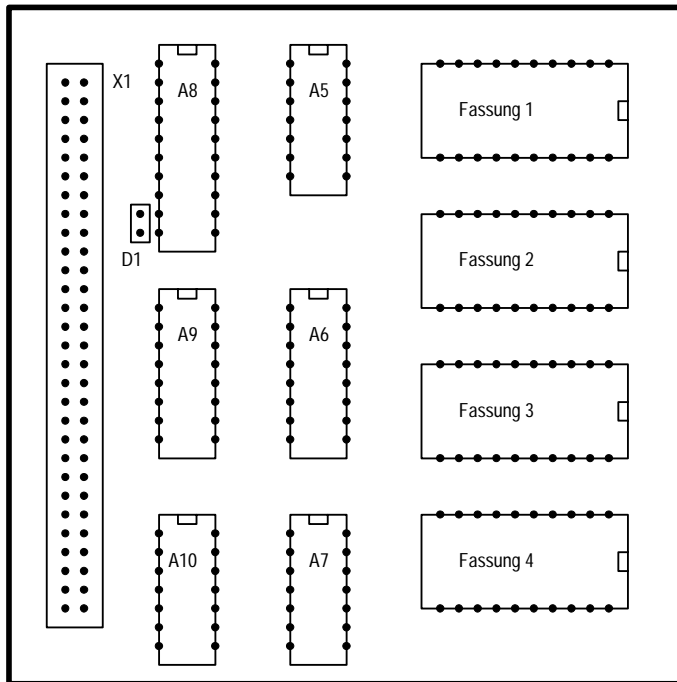 X1
A8
A5
Fassung 1
D1
Fassung 2
A9
A6
Fassung 3
A10
A7
Fassung 4